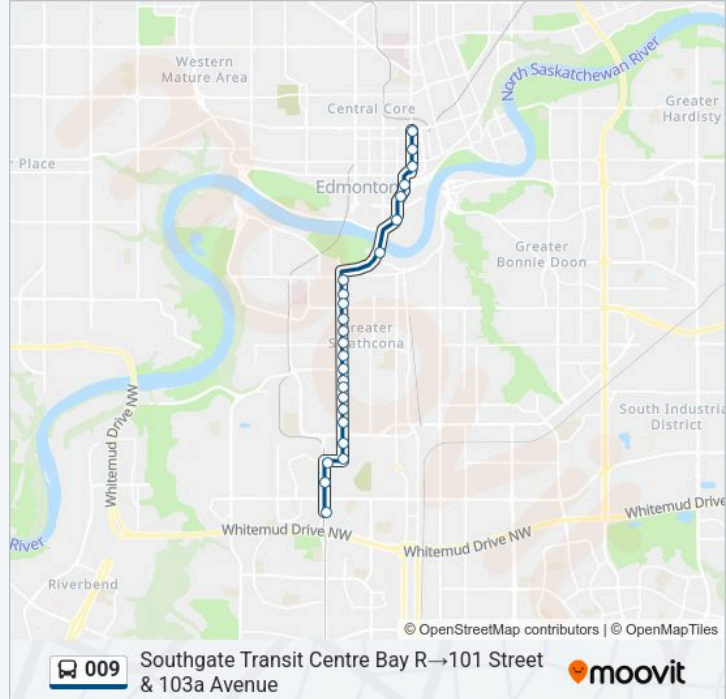 Western
Mature Area
North Saskatchewan River
Central Core
Greater
Hardisty
r Place
Edmonton
Greater
Bonnie Doon
Greater
Strathcona
South Industria
District
Whitemud Drive NW
River
Whitemud Drive NW
Whitemud Drive NW
Whitemud Drive
Riverbend
© OpenStreetMap contributors | © OpenMapTiles
009
Southgate Transit Centre Bay R→101 Street
& 103a Avenue
moovit